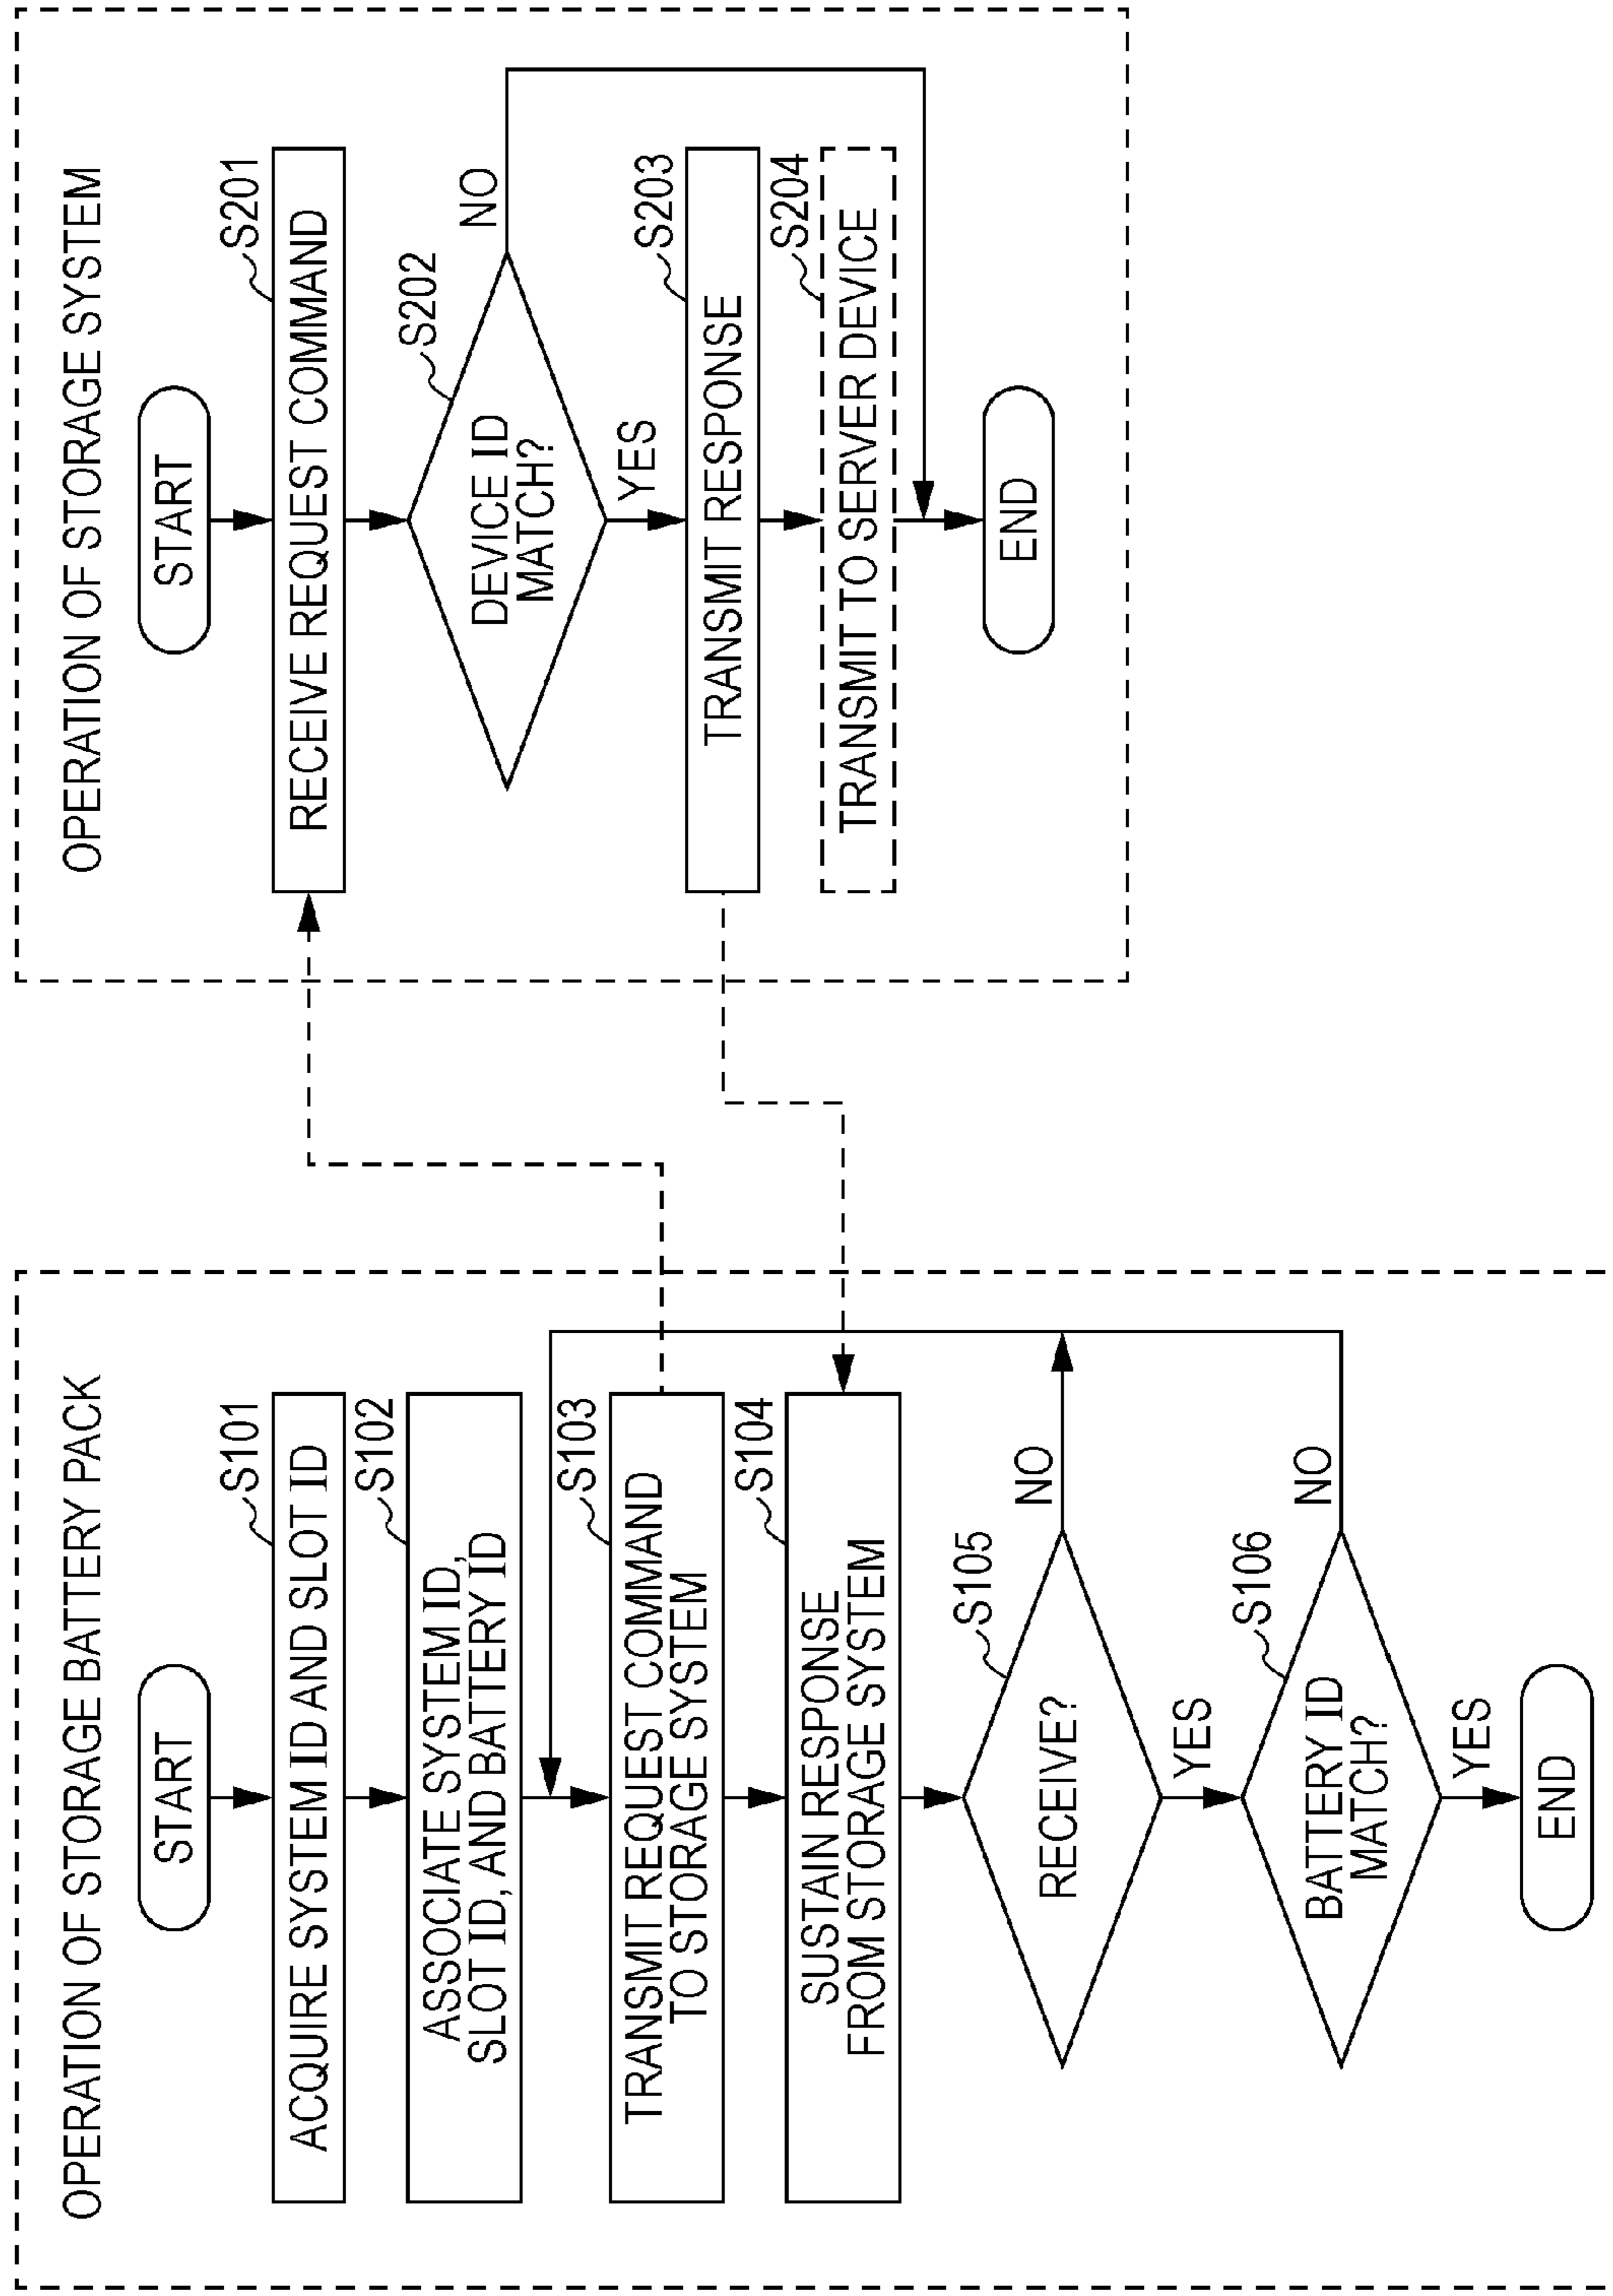 OPERATION OF STORAGE BATTERY PACK
START
S101
ACQUIRE SYSTEM ID AND SLOT ID
S102
ASSOCIATE SYSTEM ID,
SLOT ID, AND BATTERY ID
S103
TRANSMIT REQUEST COMMAND
TO STORAGE SYSTEM
S104
SUSTAIN RESPONSE
FROM STORAGE SYSTEM
S105
RECEIVE?
NO
YES
S106
BATTERY ID
MATCH?
NO
YES
END
OPERATION OF STORAGE SYSTEM
START
S201
RECEIVE REQUEST COMMAND
S202
DEVICE ID
MATCH?
NO
YES
S203
TRANSMIT RESPONSE
S204
TRANSMIT TO SERVER DEVICE
END